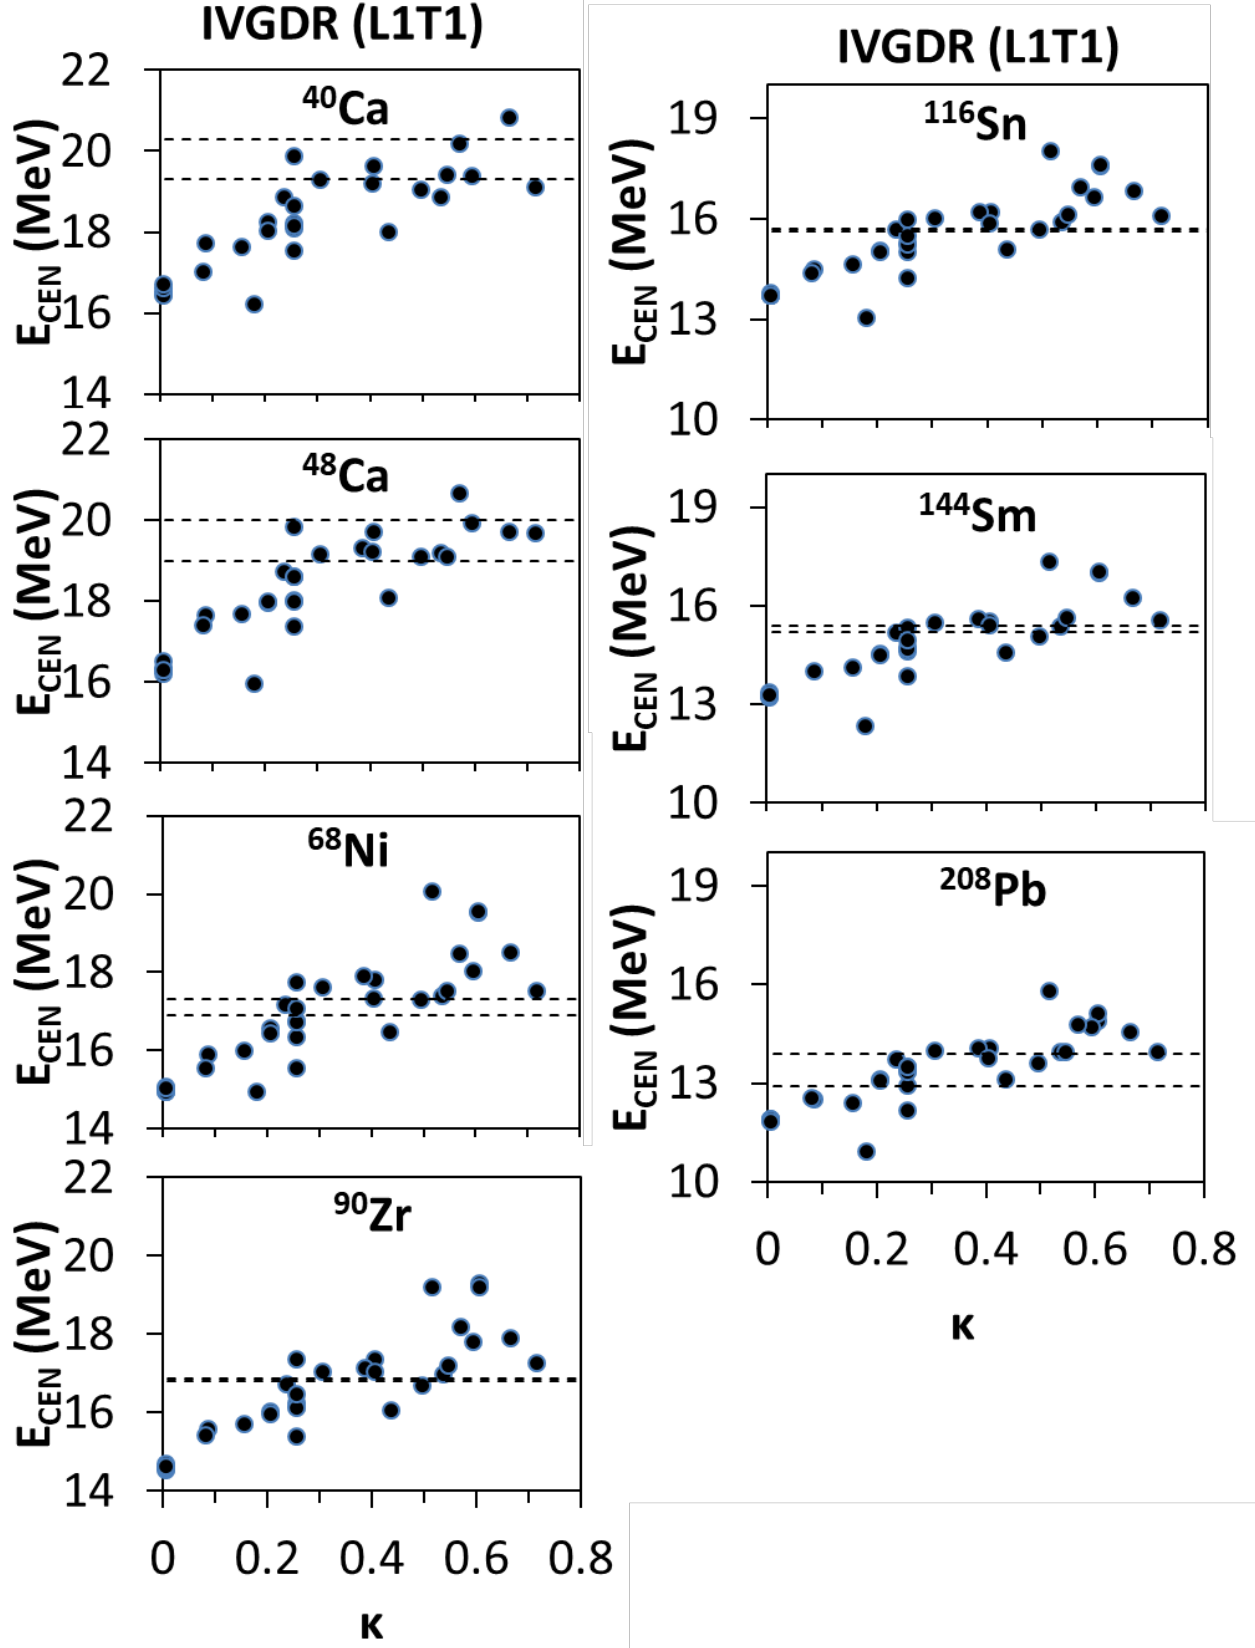 IVGDR (L1T1)
22
⁴⁰Ca
20
18
16
14
E_CEN (MeV)
22
⁴⁸Ca
20
18
16
14
E_CEN (MeV)
22
⁶⁸Ni
20
18
16
14
E_CEN (MeV)
22
⁹⁰Zr
20
18
16
14
E_CEN (MeV)
0 0.2 0.4 0.6 0.8
κ
IVGDR (L1T1)
19
¹¹⁶Sn
16
13
10
E_CEN (MeV)
19
¹⁴⁴Sm
16
13
10
E_CEN (MeV)
19
²⁰⁸Pb
16
13
10
E_CEN (MeV)
0 0.2 0.4 0.6 0.8
κ